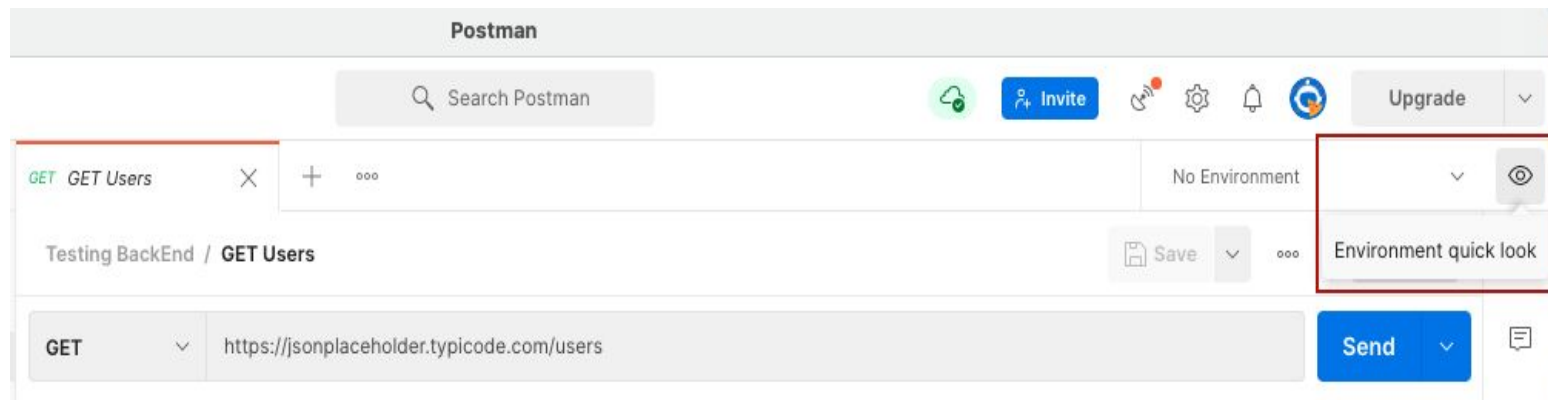 Postman
Search Postman
Invite
Upgrade
GET GET Users
No Environment
Testing BackEnd / GET Users
Save
Environment quick look
GET
https://jsonplaceholder.typicode.com/users
Send